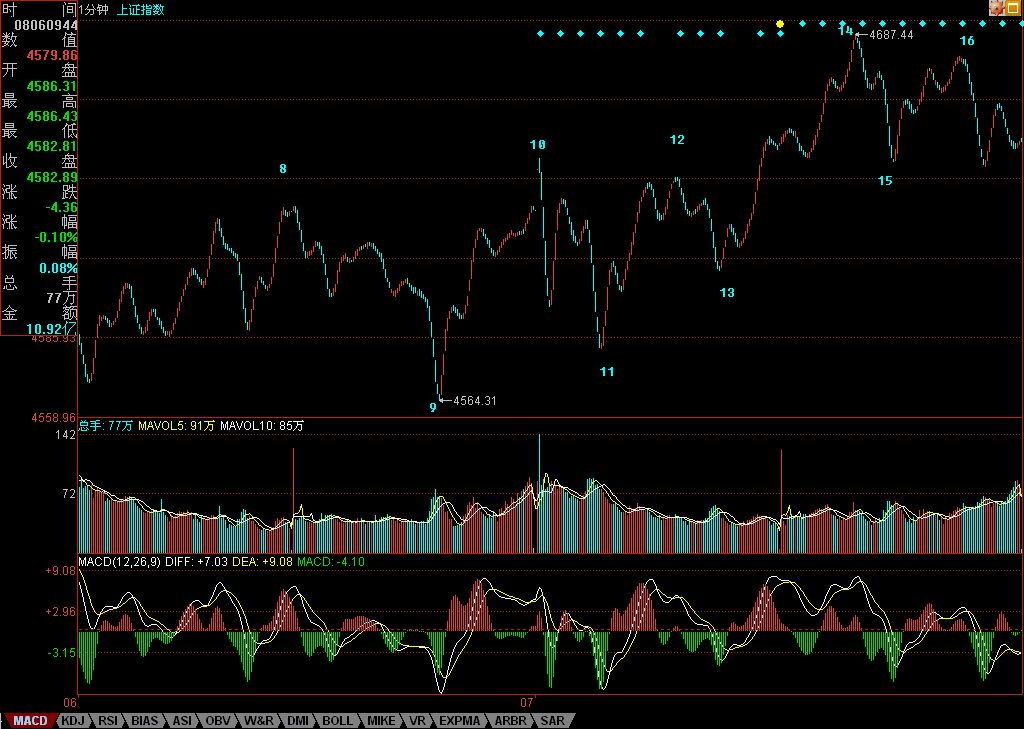 时 间 1分钟 上证指数
08060944
数 值
4579.86
开 盘
4586.31
最 高
4586.43
最 低
4582.81
收 盘
4582.89
涨 跌
-4.36
涨 幅
-0.10%
振 幅
0.08%
总 手
77万
金 额
10.92亿
4585.93
4558.96
14
4687.44
16
10
12
8
15
13
11
9
4564.31
总手: 77万 MAVOL5: 91万 MAVOL10: 85万
142
72
MACD(12,26,9) DIFF: +7.03 DEA: +9.08 MACD: -4.10
+9.08
+2.96
-3.15
06 07
MACD KDJ RSI BIAS ASI OBV W&R DMI BOLL MIKE VR EXPMA ARBR SAR